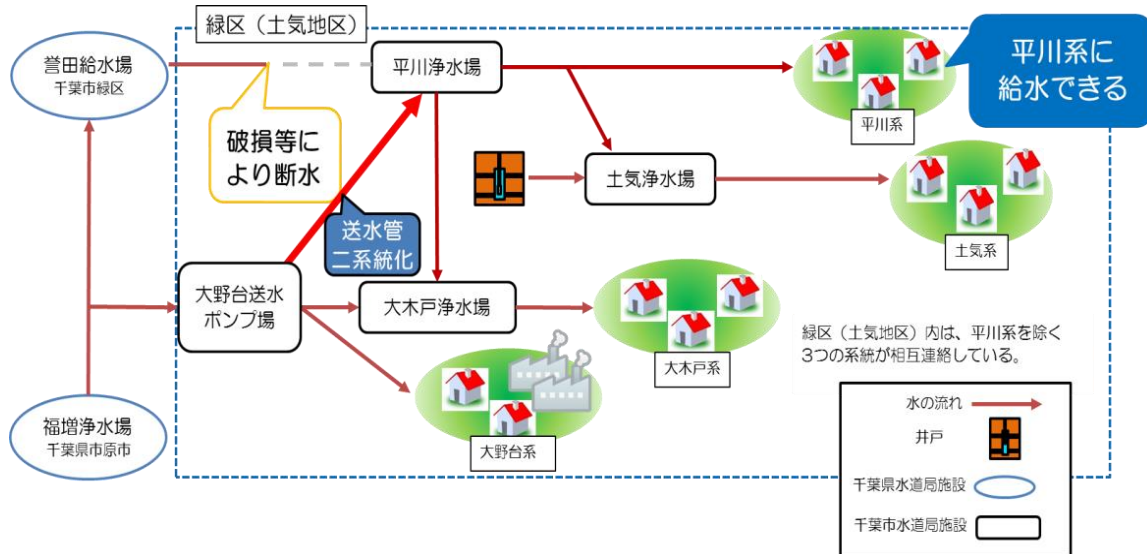 緑区（土気地区）
誉田給水場
千葉市緑区
平川浄水場
平川系に
給水できる
破損等に
より断水
平川系
土気浄水場
送水管
二系統化
土気系
大野台送水
ポンプ場
大木戸浄水場
大木戸系
緑区（土気地区）内は、平川系を除く
3つの系統が相互連絡している。
福増浄水場
千葉県市原市
大野台系
水の流れ
井戸
千葉県水道局施設
千葉市水道局施設